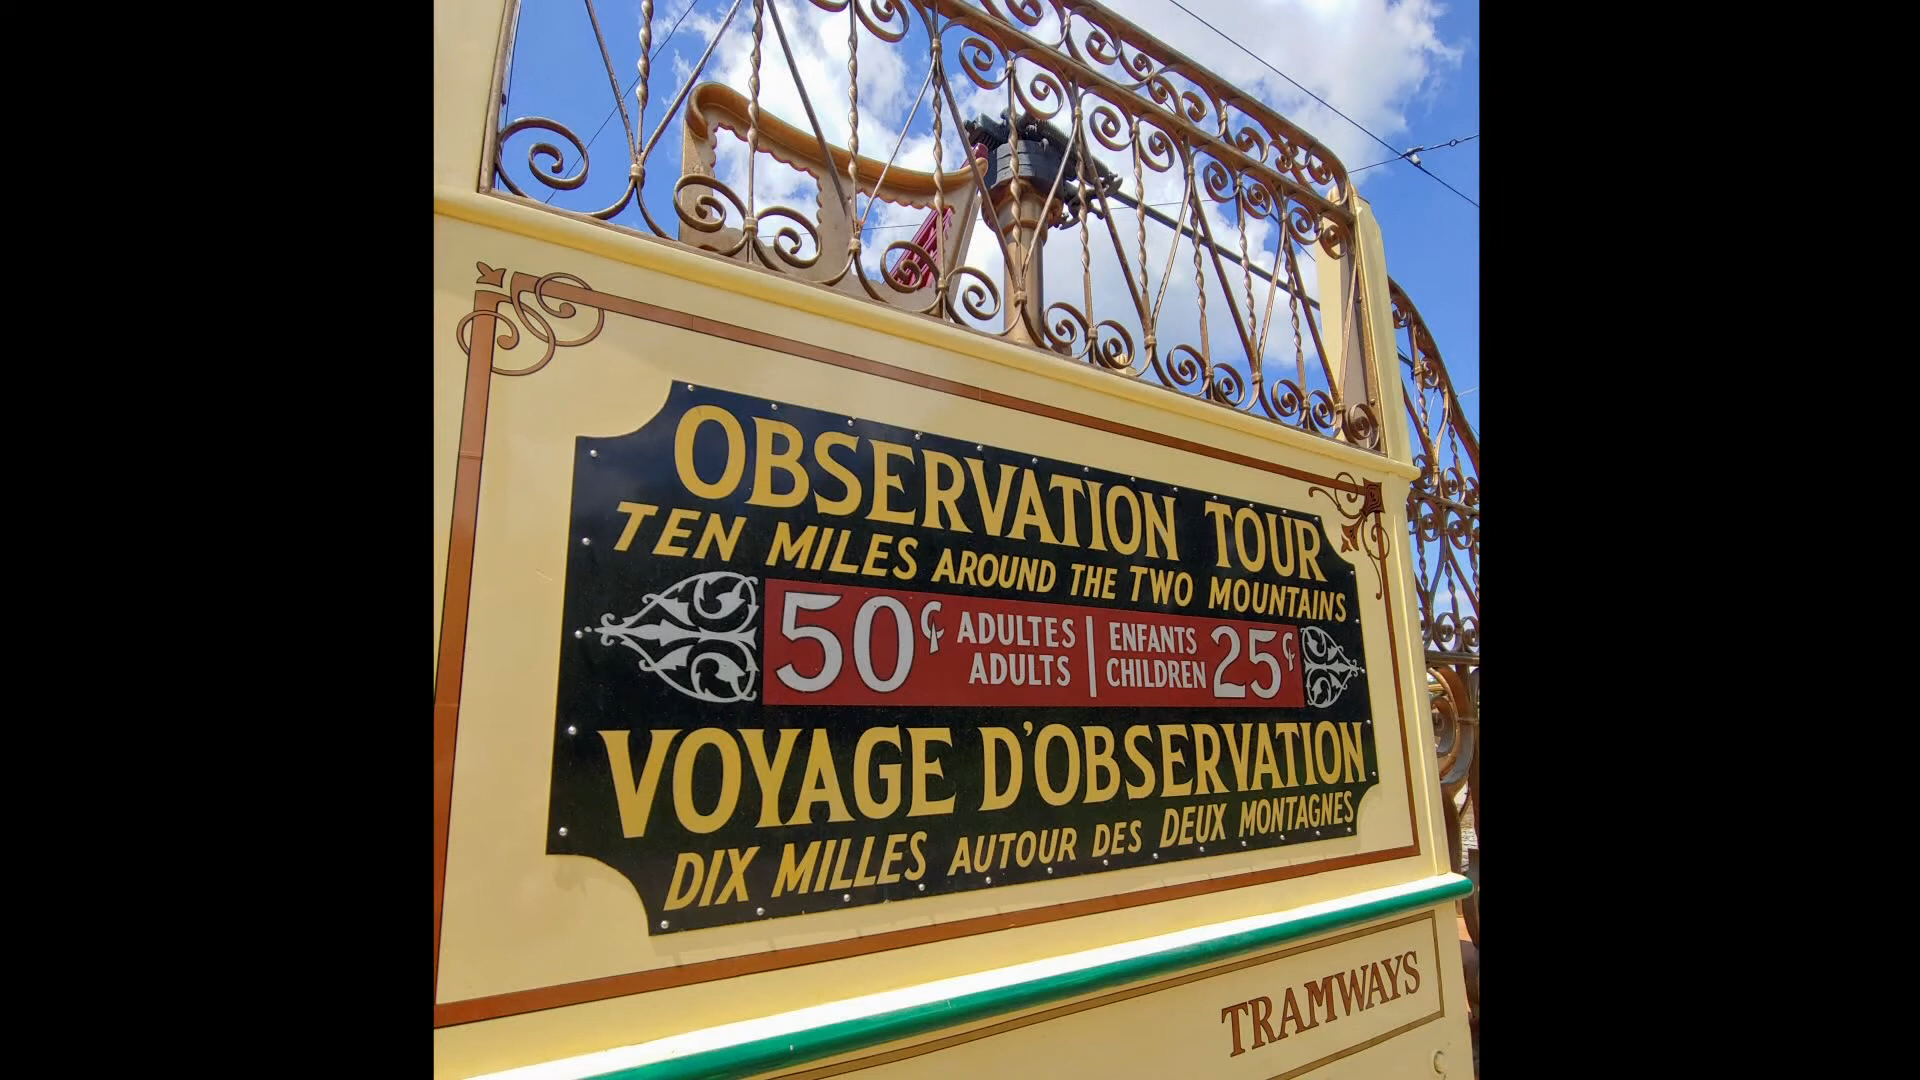 OBSERVATION TOUR
TEN MILES AROUND THE TWO MOUNTAINS
50¢ ADULTES | ENFANTS 25¢
ADULTS | CHILDREN
VOYAGE D'OBSERVATION
DIX MILLES AUTOUR DES DEUX MONTAGNES
TRAMWAYS